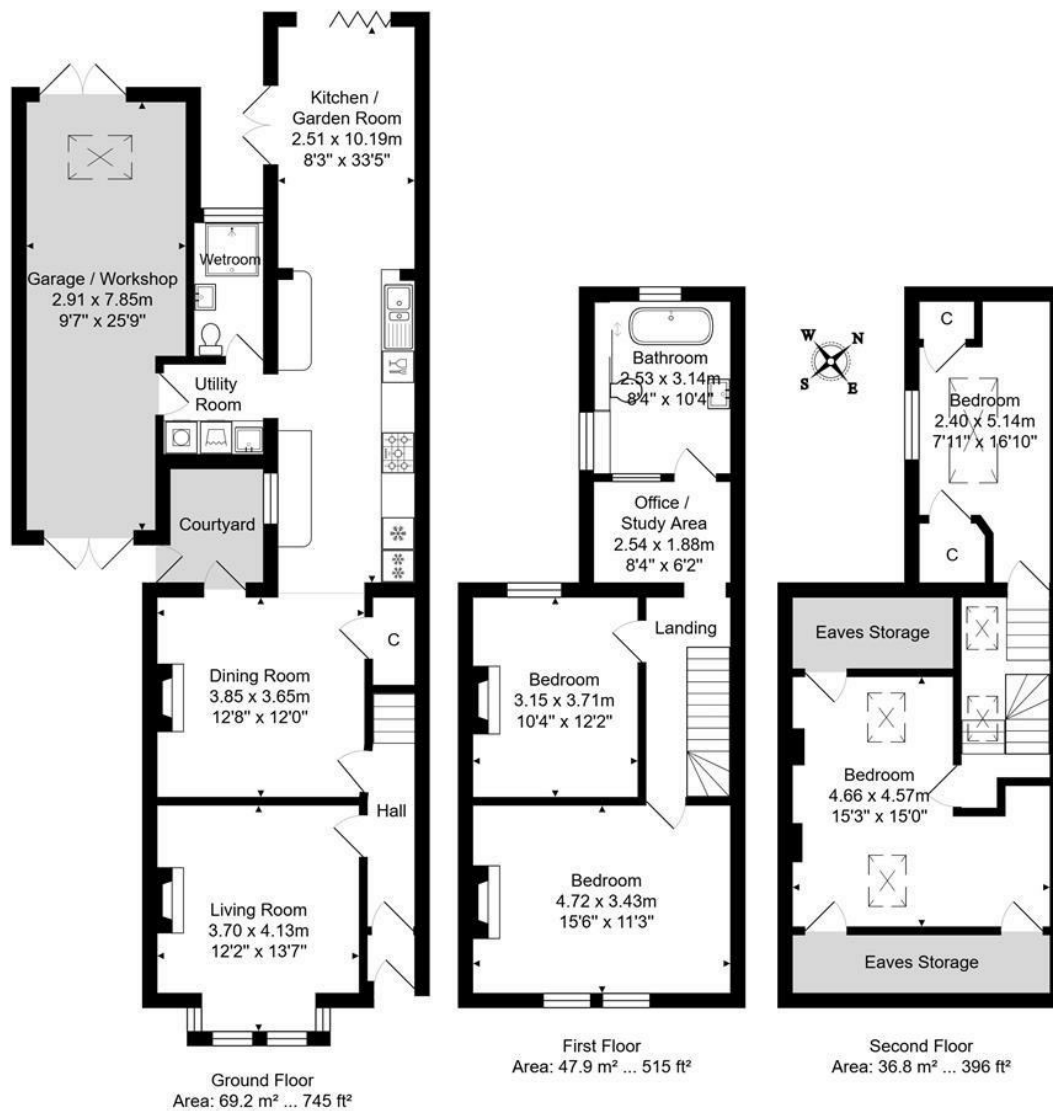 Kitchen /
Garden Room
2.51 x 10.19m
8'3" x 33'5"
Wetroom
Garage / Workshop
2.91 x 7.85m
9'7" x 25'9"
Utility
Room
Courtyard
Dining Room
3.85 x 3.65m
12'8" x 12'0"
C
Hall
Living Room
3.70 x 4.13m
12'2" x 13'7"
Ground Floor
Area: 69.2 m² ... 745 ft²
Bathroom
2.53 x 3.14m
8'4" x 10'4"
Office /
Study Area
2.54 x 1.88m
8'4" x 6'2"
Landing
Bedroom
3.15 x 3.71m
10'4" x 12'2"
Bedroom
4.72 x 3.43m
15'6" x 11'3"
First Floor
Area: 47.9 m² ... 515 ft²
W
N
S
E
C
Bedroom
2.40 x 5.14m
7'11" x 16'10"
C
Eaves Storage
Bedroom
4.66 x 4.57m
15'3" x 15'0"
Eaves Storage
Second Floor
Area: 36.8 m² ... 396 ft²